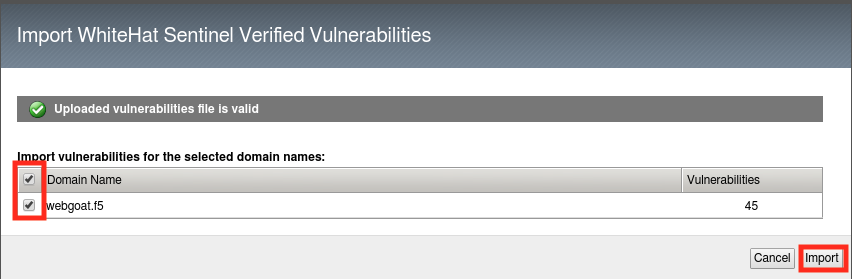 Import WhiteHat Sentinel Verified Vulnerabilities
Uploaded vulnerabilities file is valid
Import vulnerabilities for the selected domain names:
Domain Name Vulnerabilities
webgoat.f5 45
Cancel Import